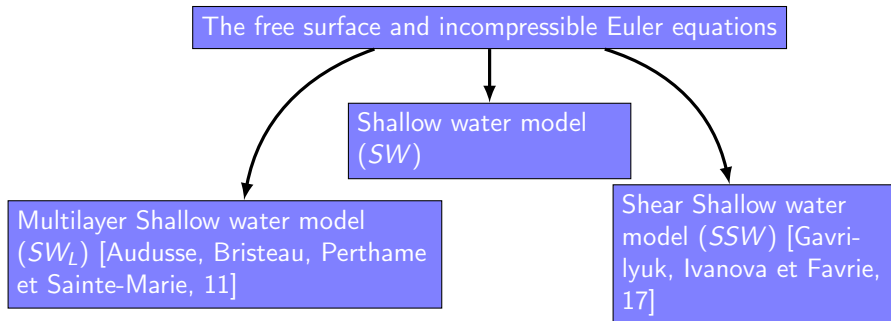 The free surface and incompressible Euler equations
Shallow water model
(SW)
Multilayer Shallow water model
(SW_L) [Audusse, Bristeau, Perthame
et Sainte-Marie, 11]
Shear Shallow water
model (SSW) [Gavri-
lyuk, Ivanova et Favrie,
17]